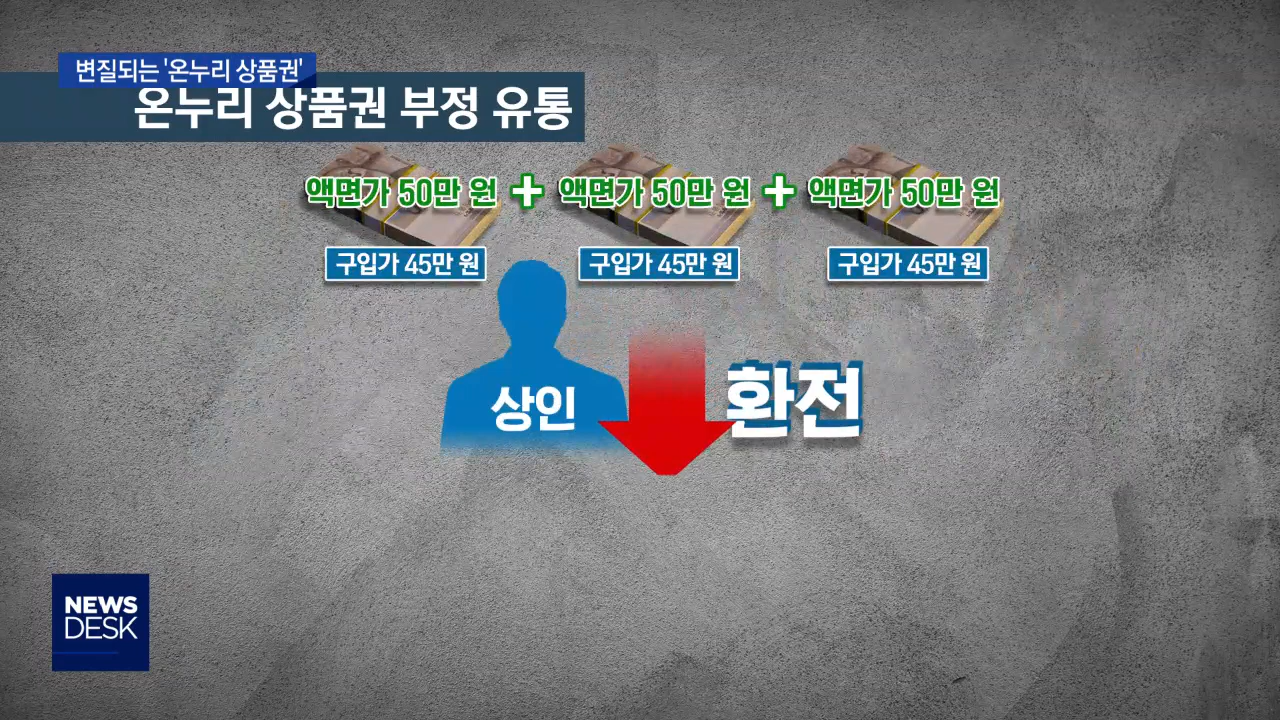 변질되는 '온누리 상품권'
온누리 상품권 부정 유통
액면가 50만 원 + 액면가 50만 원 + 액면가 50만 원
구입가 45만 원 구입가 45만 원 구입가 45만 원
상인
환전
NEWS
DESK